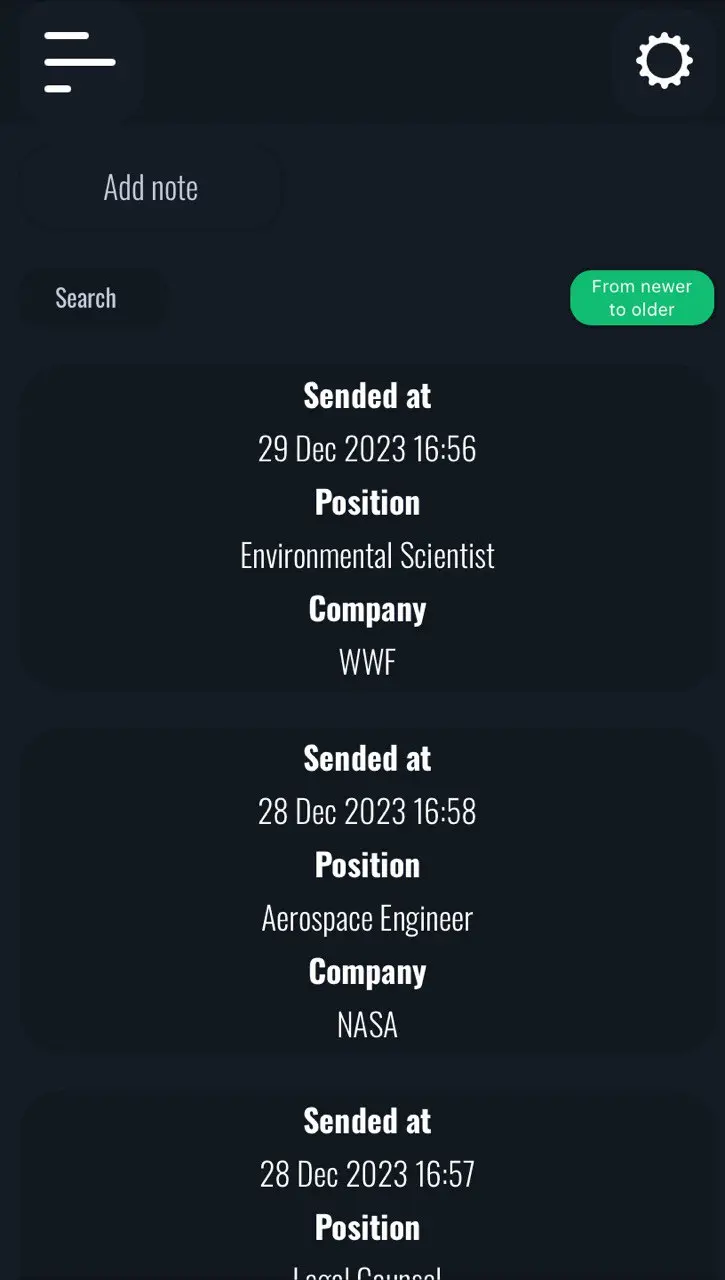 Add note
Search
From newer
to older
Sended at
29 Dec 2023 16:56
Position
Environmental Scientist
Company
WWF
Sended at
28 Dec 2023 16:58
Position
Aerospace Engineer
Company
NASA
Sended at
28 Dec 2023 16:57
Position
Legal Counsel